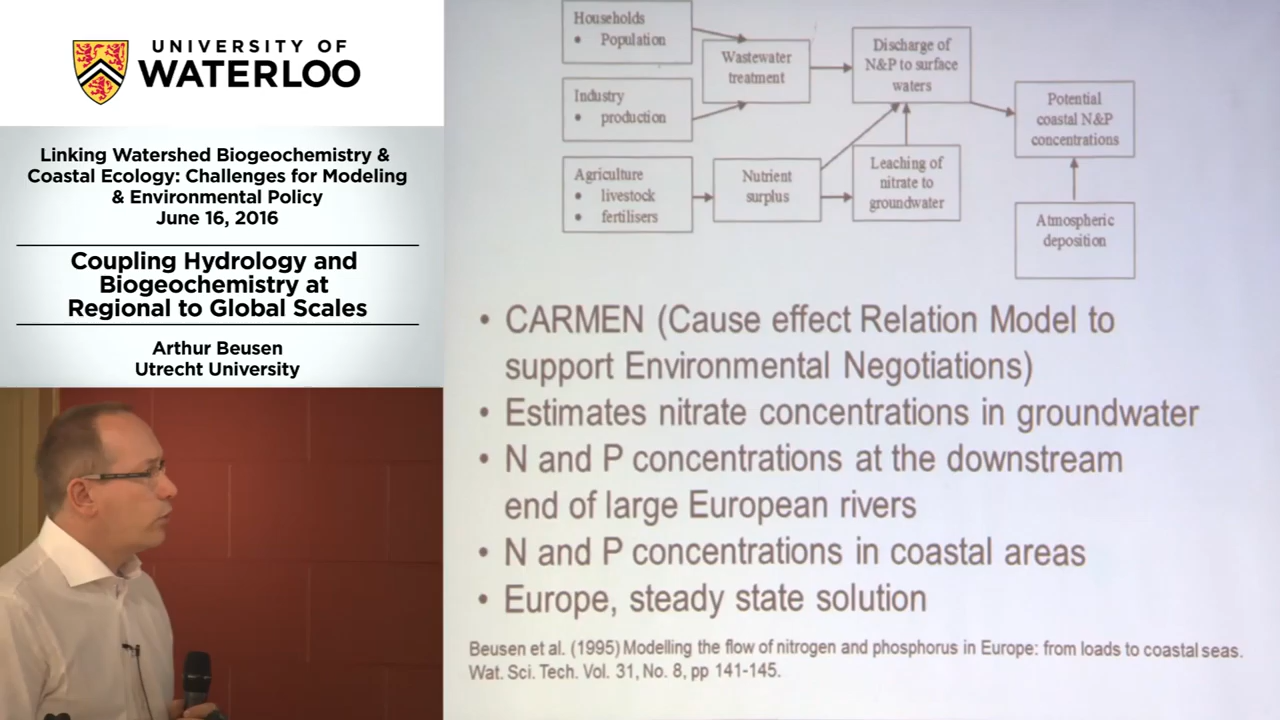 UNIVERSITY OF
WATERLOO
Linking Watershed Biogeochemistry &
Coastal Ecology: Challenges for Modeling
& Environmental Policy
June 16, 2016
Coupling Hydrology and
Biogeochemistry at
Regional to Global Scales
Arthur Beusen
Utrecht University
Households
• Population
Industry
• production
Agriculture
• livestock
• fertilisers
Wastewater
treatment
Nutrient
surplus
Discharge of
N&P to surface
waters
Leaching of
nitrate to
groundwater
Potential
coastal N&P
concentrations
Atmospheric
deposition
• CARMEN (Cause effect Relation Model to
support Environmental Negotiations)
• Estimates nitrate concentrations in groundwater
• N and P concentrations at the downstream
end of large European rivers
• N and P concentrations in coastal areas
• Europe, steady state solution
Beusen et al. (1995) Modelling the flow of nitrogen and phosphorus in Europe: from loads to coastal seas.
Wat. Sci. Tech. Vol. 31, No. 8, pp 141-145.